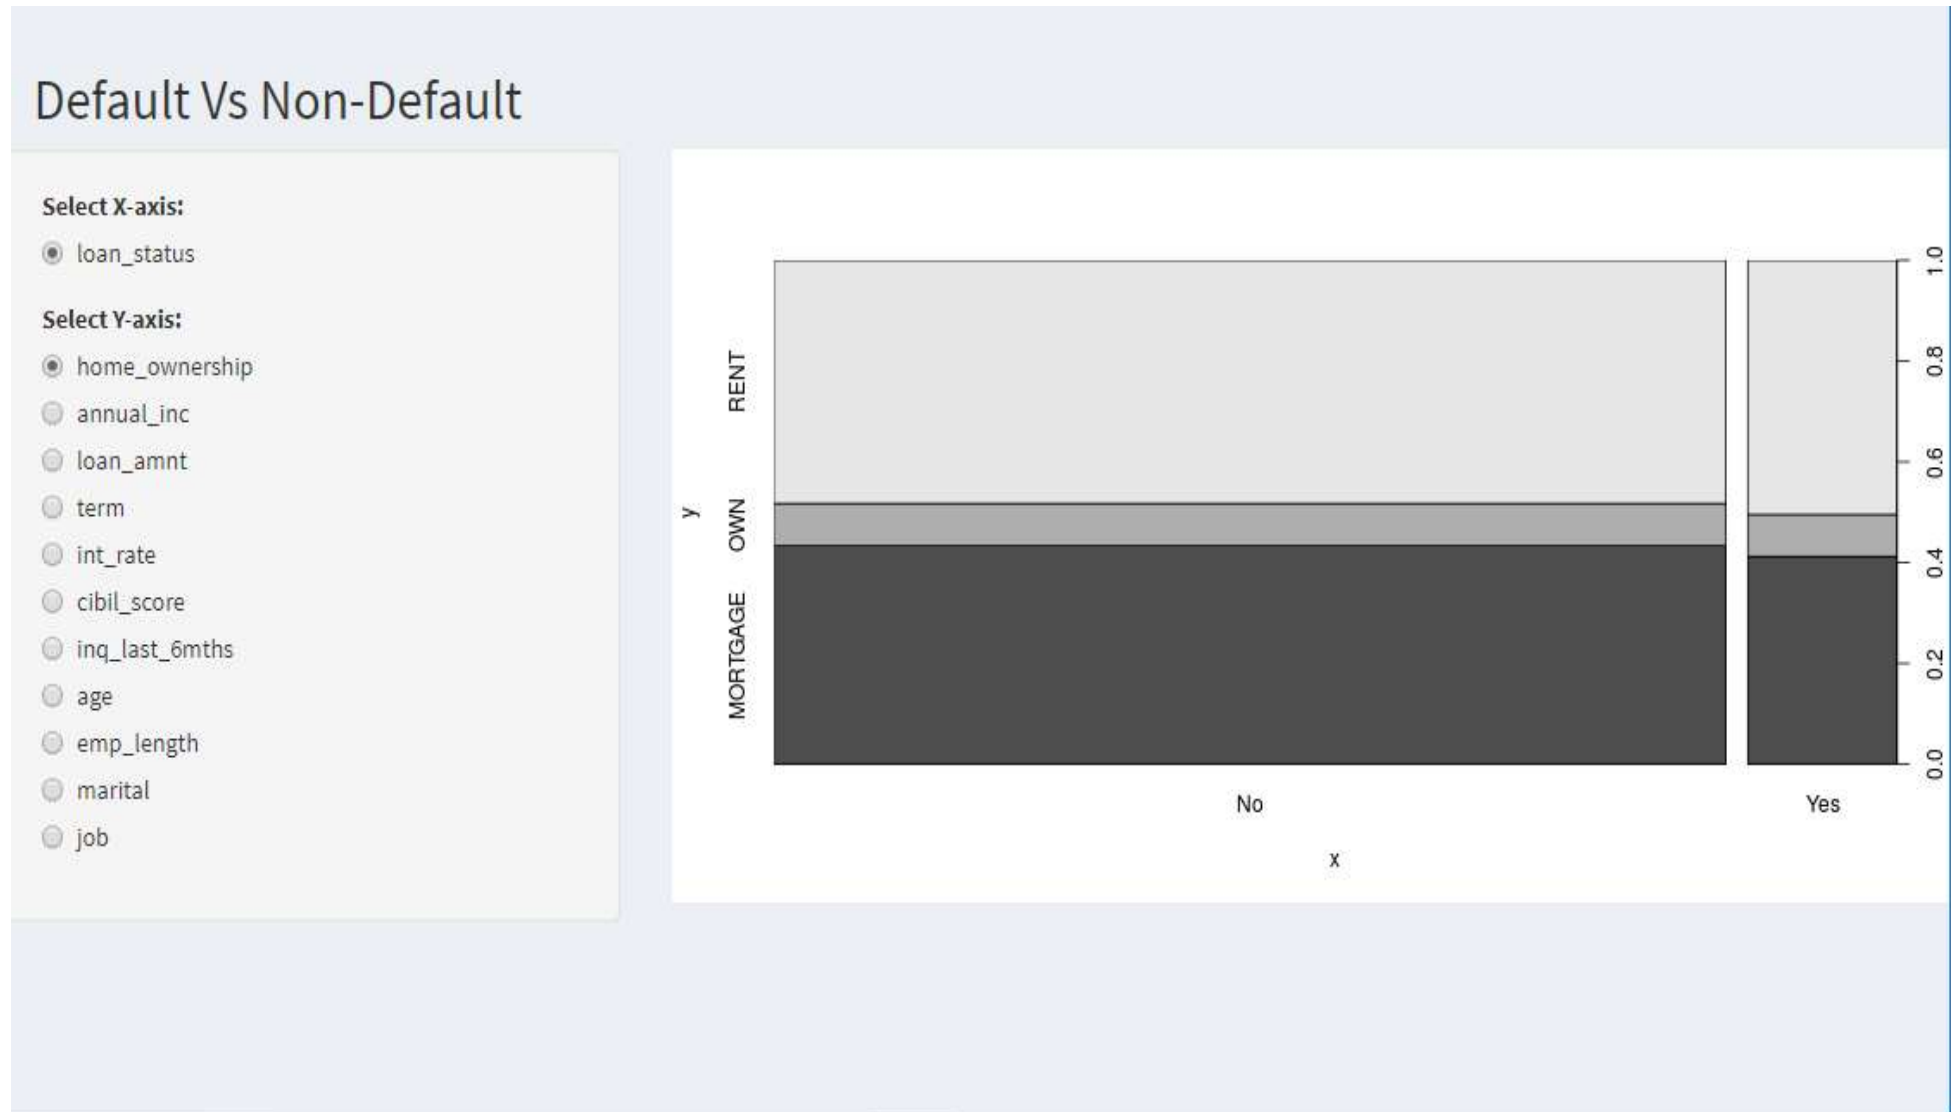 Default Vs Non-Default
Select X-axis:
loan_status
Select Y-axis:
home_ownership
annual_inc
loan_amnt
term
int_rate
cibil_score
inq_last_6mths
age
emp_length
marital
job
y
RENT
OWN
MORTGAGE
1.0
0.8
0.6
0.4
0.2
0.0
No
Yes
x